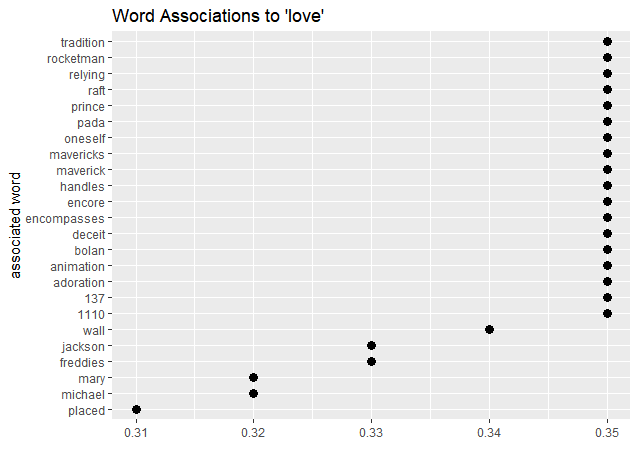 Word Associations to 'love'
associated word
tradition
rocketman
relying
raft
prince
pada
oneself
mavericks
maverick
handles
encore
encompasses
deceit
bolan
animation
adoration
137
1110
wall
jackson
freddies
mary
michael
placed
0.31 0.32 0.33 0.34 0.35